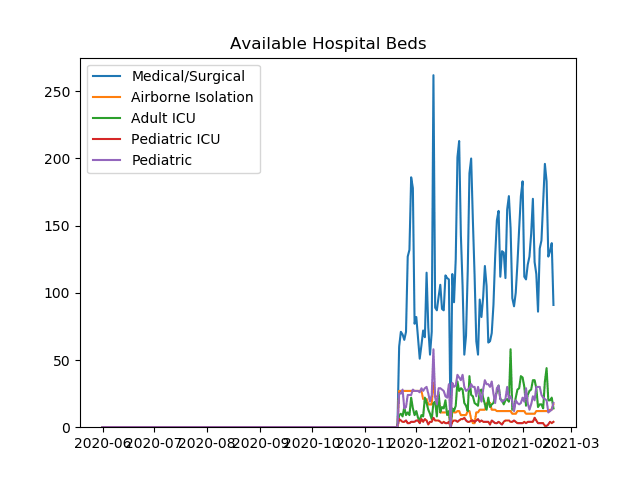 Available Hospital Beds
Medical/Surgical
Airborne Isolation
Adult ICU
Pediatric ICU
Pediatric
250
200
150
100
50
0
2020-06 2020-07 2020-08 2020-09 2020-10 2020-11 2020-12 2021-01 2021-02 2021-03